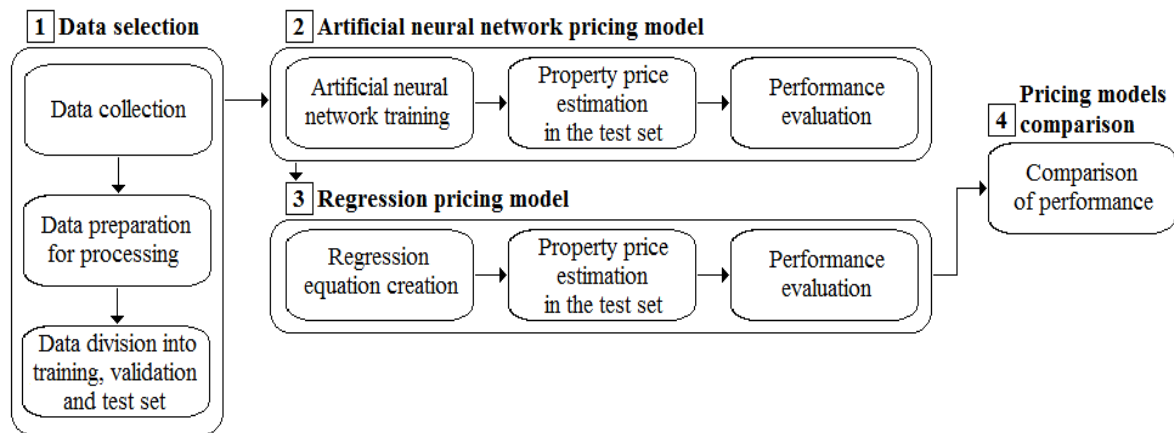 1 Data selection
Data collection
Data preparation
for processing
Data division into
training, validation
and test set
2 Artificial neural network pricing model
Artificial neural
network training
Property price
estimation
in the test set
Performance
evaluation
3 Regression pricing model
Regression
equation creation
Property price
estimation
in the test set
Performance
evaluation
4 Pricing models
comparison
Comparison
of performance